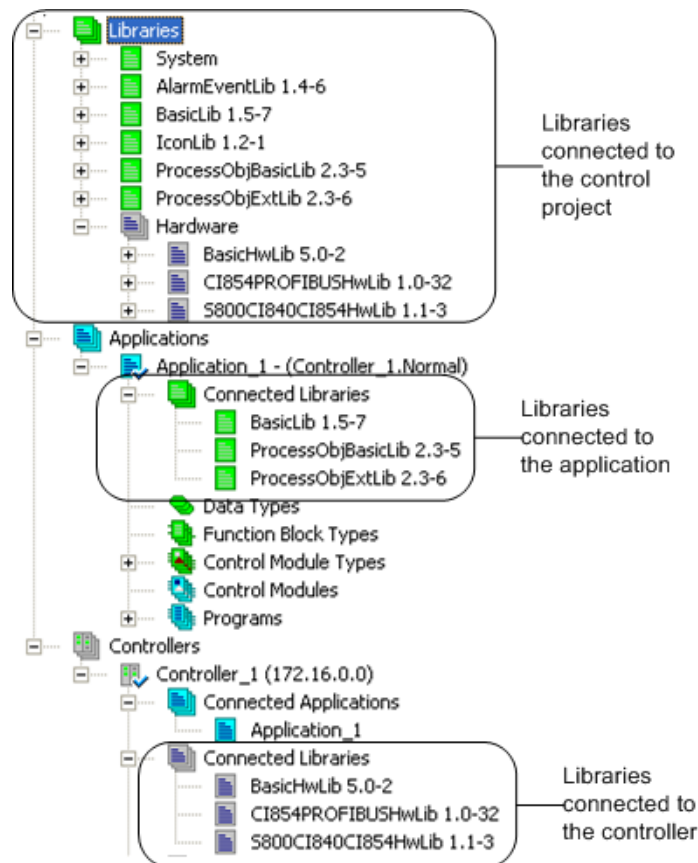 Libraries
System
AlarmEventLib 1.4-6
BasicLib 1.5-7
IconLib 1.2-1
ProcessObjBasicLib 2.3-5
ProcessObjExtLib 2.3-6
Hardware
BasicHwLib 5.0-2
CI854PROFIBUSHwLib 1.0-32
S800CI840CI854HwLib 1.1-3
Libraries
connected to
the control
project
Applications
Application_1 - (Controller_1.Normal)
Connected Libraries
BasicLib 1.5-7
ProcessObjBasicLib 2.3-5
ProcessObjExtLib 2.3-6
Libraries
connected to
the application
Data Types
Function Block Types
Control Module Types
Control Modules
Programs
Controllers
Controller_1 (172.16.0.0)
Connected Applications
Application_1
Connected Libraries
BasicHwLib 5.0-2
CI854PROFIBUSHwLib 1.0-32
S800CI840CI854HwLib 1.1-3
Libraries
connected to
the controller